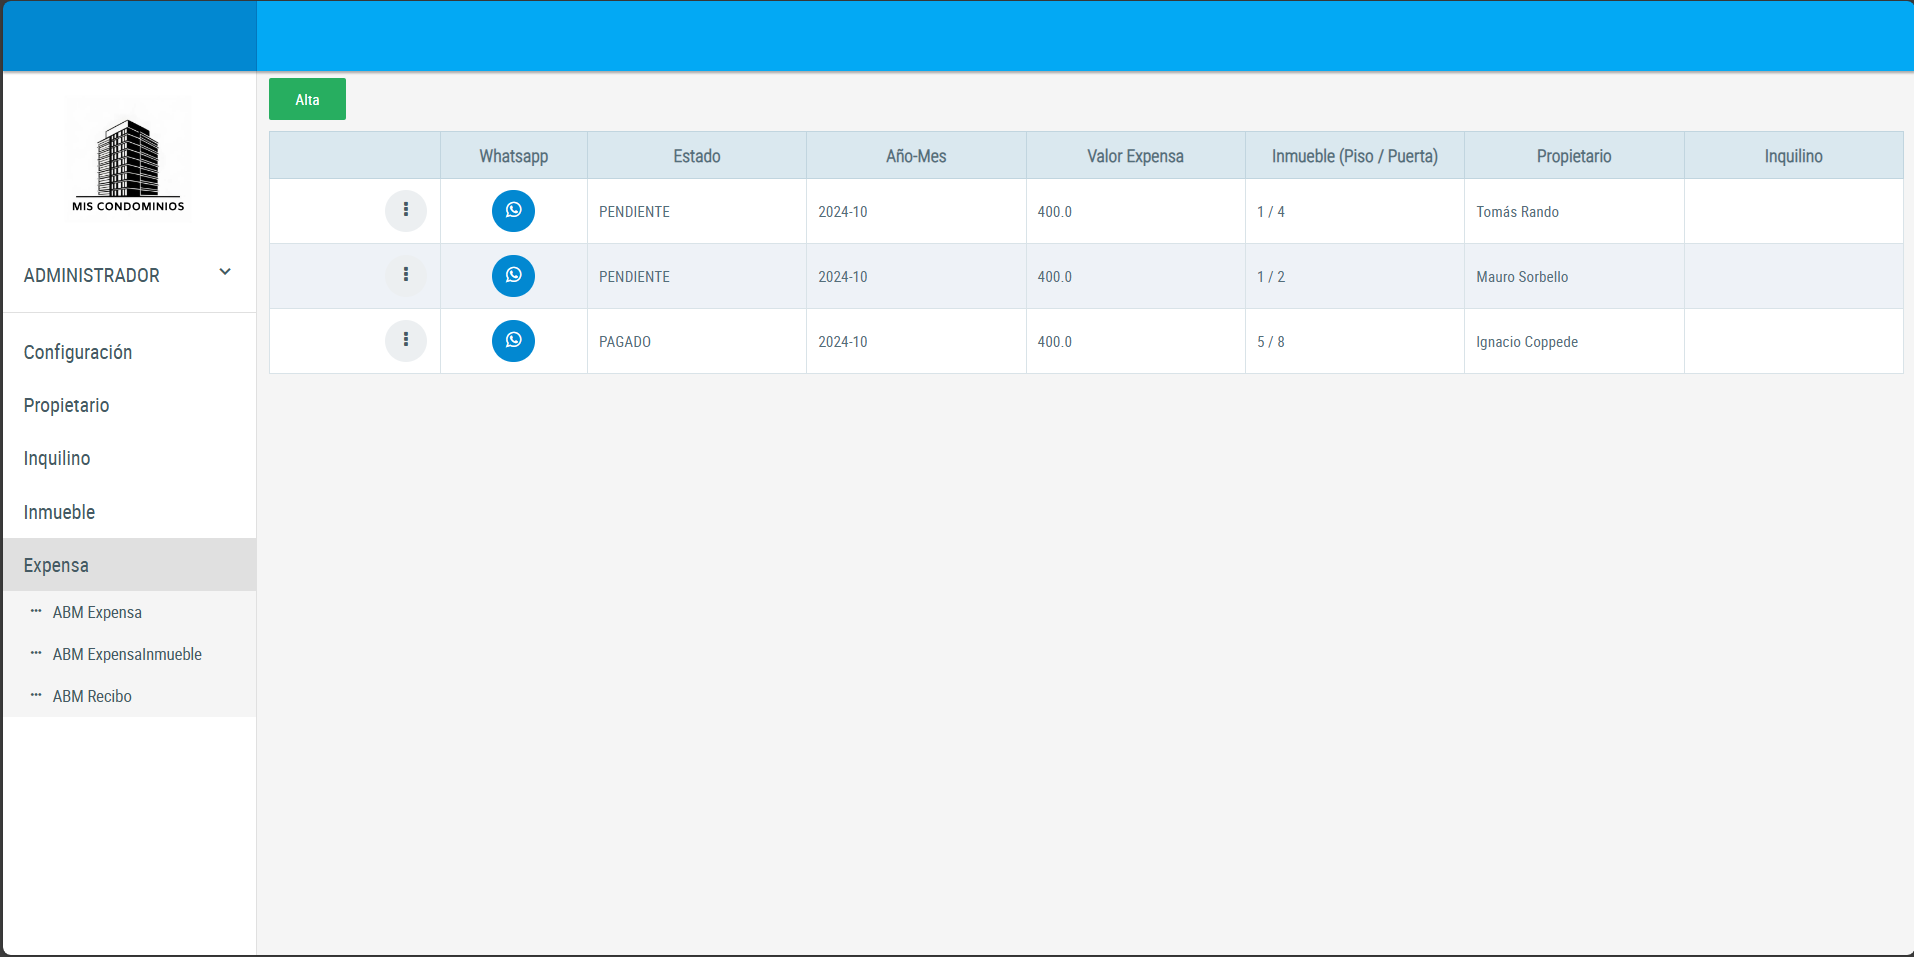 Alta
MIS CONDOMINIOS
ADMINISTRADOR
Configuración
Propietario
Inquilino
Inmueble
Expensa
ABM Expensa
ABM ExpensaInmueble
ABM Recibo
Whatsapp Estado Año-Mes Valor Expensa Inmueble (Piso / Puerta) Propietario Inquilino
PENDIENTE 2024-10 400.0 1 / 4 Tomás Rando
PENDIENTE 2024-10 400.0 1 / 2 Mauro Sorbello
PAGADO 2024-10 400.0 5 / 8 Ignacio Coppede